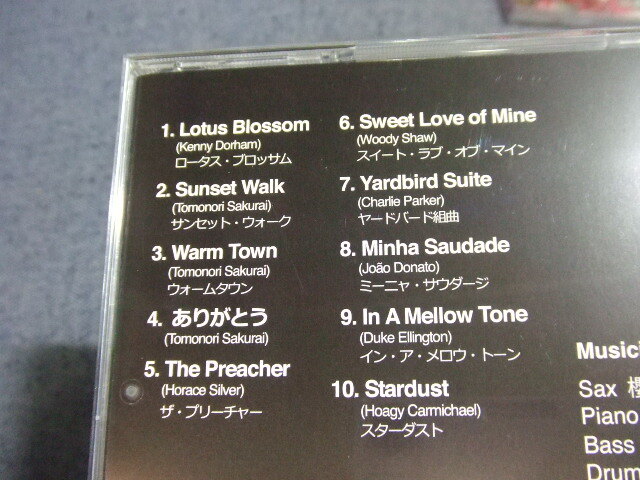 1. Lotus Blossom
(Kenny Dorham)
ロータス・ブロッサム
2. Sunset Walk
(Tomonori Sakurai)
サンセット・ウォーク
3. Warm Town
(Tomonori Sakurai)
ウォームタウン
4. ありがとう
(Tomonori Sakurai)
5. The Preacher
(Horace Silver)
ザ・プリーチャー
6. Sweet Love of Mine
(Woody Shaw)
スイート・ラブ・オブ・マイン
7. Yardbird Suite
(Charlie Parker)
ヤードバード組曲
8. Minha Saudade
(João Donato)
ミーニャ・サウダージ
9. In A Mellow Tone
(Duke Ellington)
イン・ア・メロウ・トーン
10. Stardust
(Hoagy Carmichael)
スターダスト
Musici
Sax 櫻
Piano
Bass
Drum